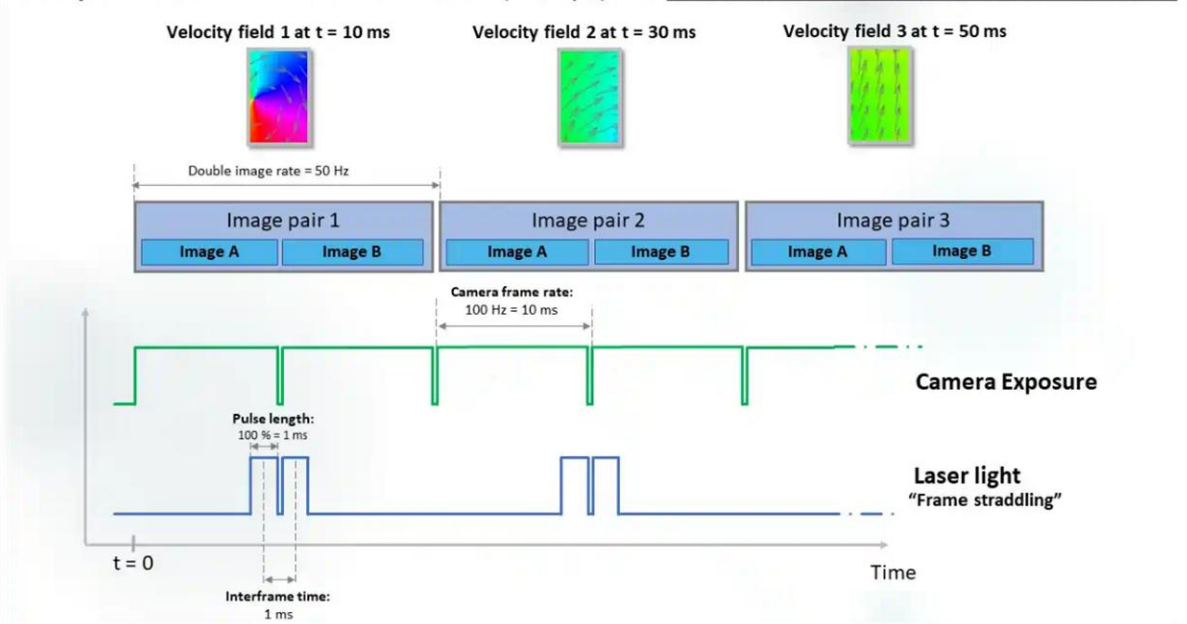 Velocity field 1 at t = 10 ms
Velocity field 2 at t = 30 ms
Velocity field 3 at t = 50 ms
Double image rate = 50 Hz
Image pair 1
Image pair 2
Image pair 3
Image A
Image B
Image A
Image B
Image A
Image B
Camera frame rate:
100 Hz = 10 ms
Camera Exposure
Pulse length:
100 % = 1 ms
Laser light
"Frame straddling"
t = 0
Time
Interframe time:
1 ms